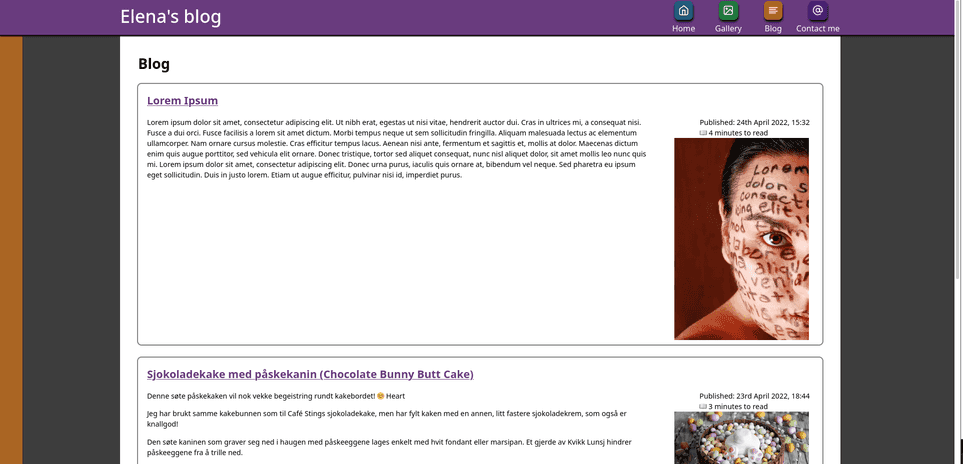 Elena's blog
Home
Gallery
Blog
Contact me
Blog
Lorem Ipsum
Lorem ipsum dolor sit amet, consectetur adipiscing elit. Ut nibh erat, egestas ut nisi vitae, hendrerit auctor dui. Cras in ultrices mi, a consequat nisi.
Fusce a dui orci. Fusce facilisis a lorem sit amet dictum. Morbi tempus neque ut sem sollicitudin fringilla. Aliquam malesuada lectus ac elementum
ullamcorper. Nam ornare cursus molestie. Cras efficitur tempus lacus. Aenean nisi ante, fermentum et sagittis et, mollis at dolor. Maecenas dictum
enim quis augue porttitor, sed vehicula elit ornare. Donec tristique, tortor sed aliquet consequat, nunc nisl aliquet dolor, sit amet mollis leo nunc quis
mi. Lorem ipsum dolor sit amet, consectetur adipiscing elit. Donec urna purus, iaculis quis ornare at, bibendum vel neque. Sed pharetra eu ipsum
eget sollicitudin. Duis in justo lorem. Etiam ut augue efficitur, pulvinar nisi id, imperdiet purus.
Published: 24th April 2022, 15:32
📖 4 minutes to read
Lorem
dolor s
consect
elit,
labore
aliqu
Sjokoladekake med påskekanin (Chocolate Bunny Butt Cake)
Denne søte påskekaken vil nok vekke begeistring rundt kakebordet! 😊 Heart
Jeg har brukt samme kakebunnen som til Café Stings sjokoladekake, men har fylt kaken med en annen, litt fastere sjokoladekrem, som også er
knallgod!
Den søte kaninen som graver seg ned i haugen med påskeeggene lages enkelt med hvit fondant eller marsipan. Et gjerde av Kvikk Lunsj hindrer
påskeeggene fra å trille ned.
Published: 23rd April 2022, 18:44
📖 3 minutes to read